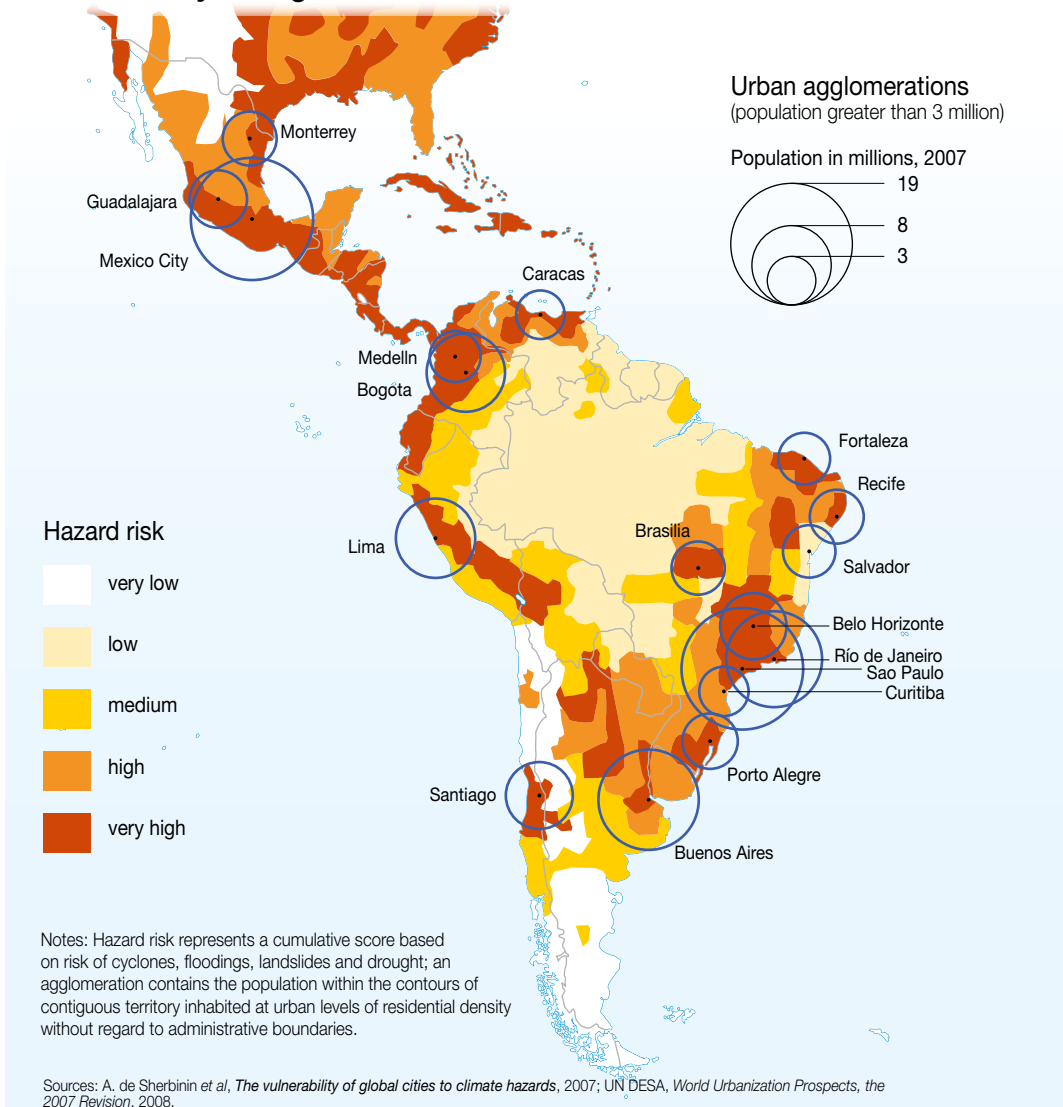 Urban agglomerations
(population greater than 3 million)
Population in millions, 2007
19
8
3
Monterrey
Guadalajara
Mexico City
Caracas
Medelln
Bogota
Fortaleza
Recife
Brasilia
Lima
Salvador
Belo Horizonte
Río de Janeiro
Sao Paulo
Curitiba
Porto Alegre
Santiago
Buenos Aires
Hazard risk
very low
low
medium
high
very high
Notes: Hazard risk represents a cumulative score based
on risk of cyclones, floodings, landslides and drought; an
agglomeration contains the population within the contours of
contiguous territory inhabited at urban levels of residential density
without regard to administrative boundaries.
Sources: A. de Sherbinin et al, The vulnerability of global cities to climate hazards, 2007; UN DESA, World Urbanization Prospects, the
2007 Revision, 2008.